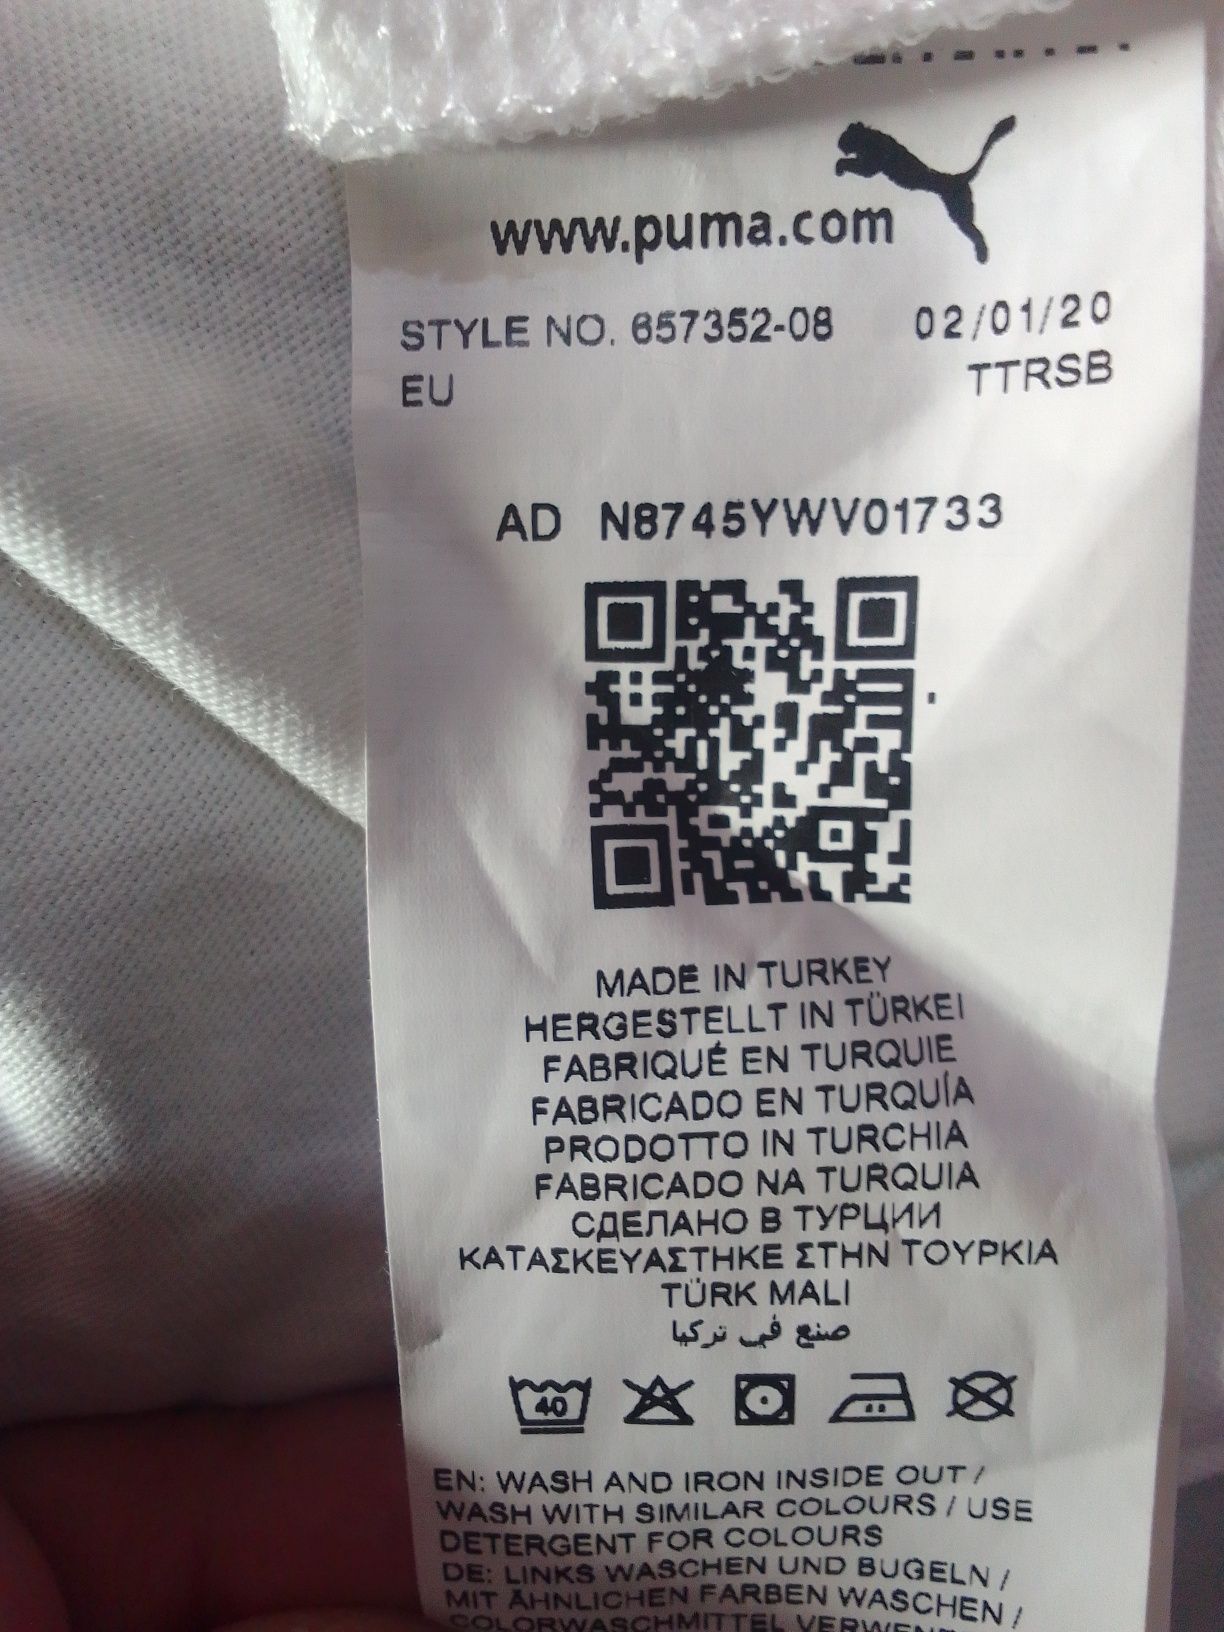 www.puma.com
STYLE NO. 657352-08 02/01/20
EU TTRSB
AD N8745YWV01733
MADE IN TURKEY
HERGESTELLT IN TÜRKEI
FABRIQUÉ EN TURQUIE
FABRICADO EN TURQUÍA
PRODOTTO IN TURCHIA
FABRICADO NA TURQUIA
СДЕЛАНО В ТУРЦИИ
ΚΑΤΑΣΚΕΥΑΣΤΗΚΕ ΣΤΗΝ ΤΟΥΡΚΙΑ
TÜRK MALI
صنع في تركيا
40
EN: WASH AND IRON INSIDE OUT /
WASH WITH SIMILAR COLOURS / USE
DETERGENT FOR COLOURS
DE: LINKS WASCHEN UND BUGELN /
MIT ÄHNLICHEN FARBEN WASCHEN /
COLORWASCHMITTEL